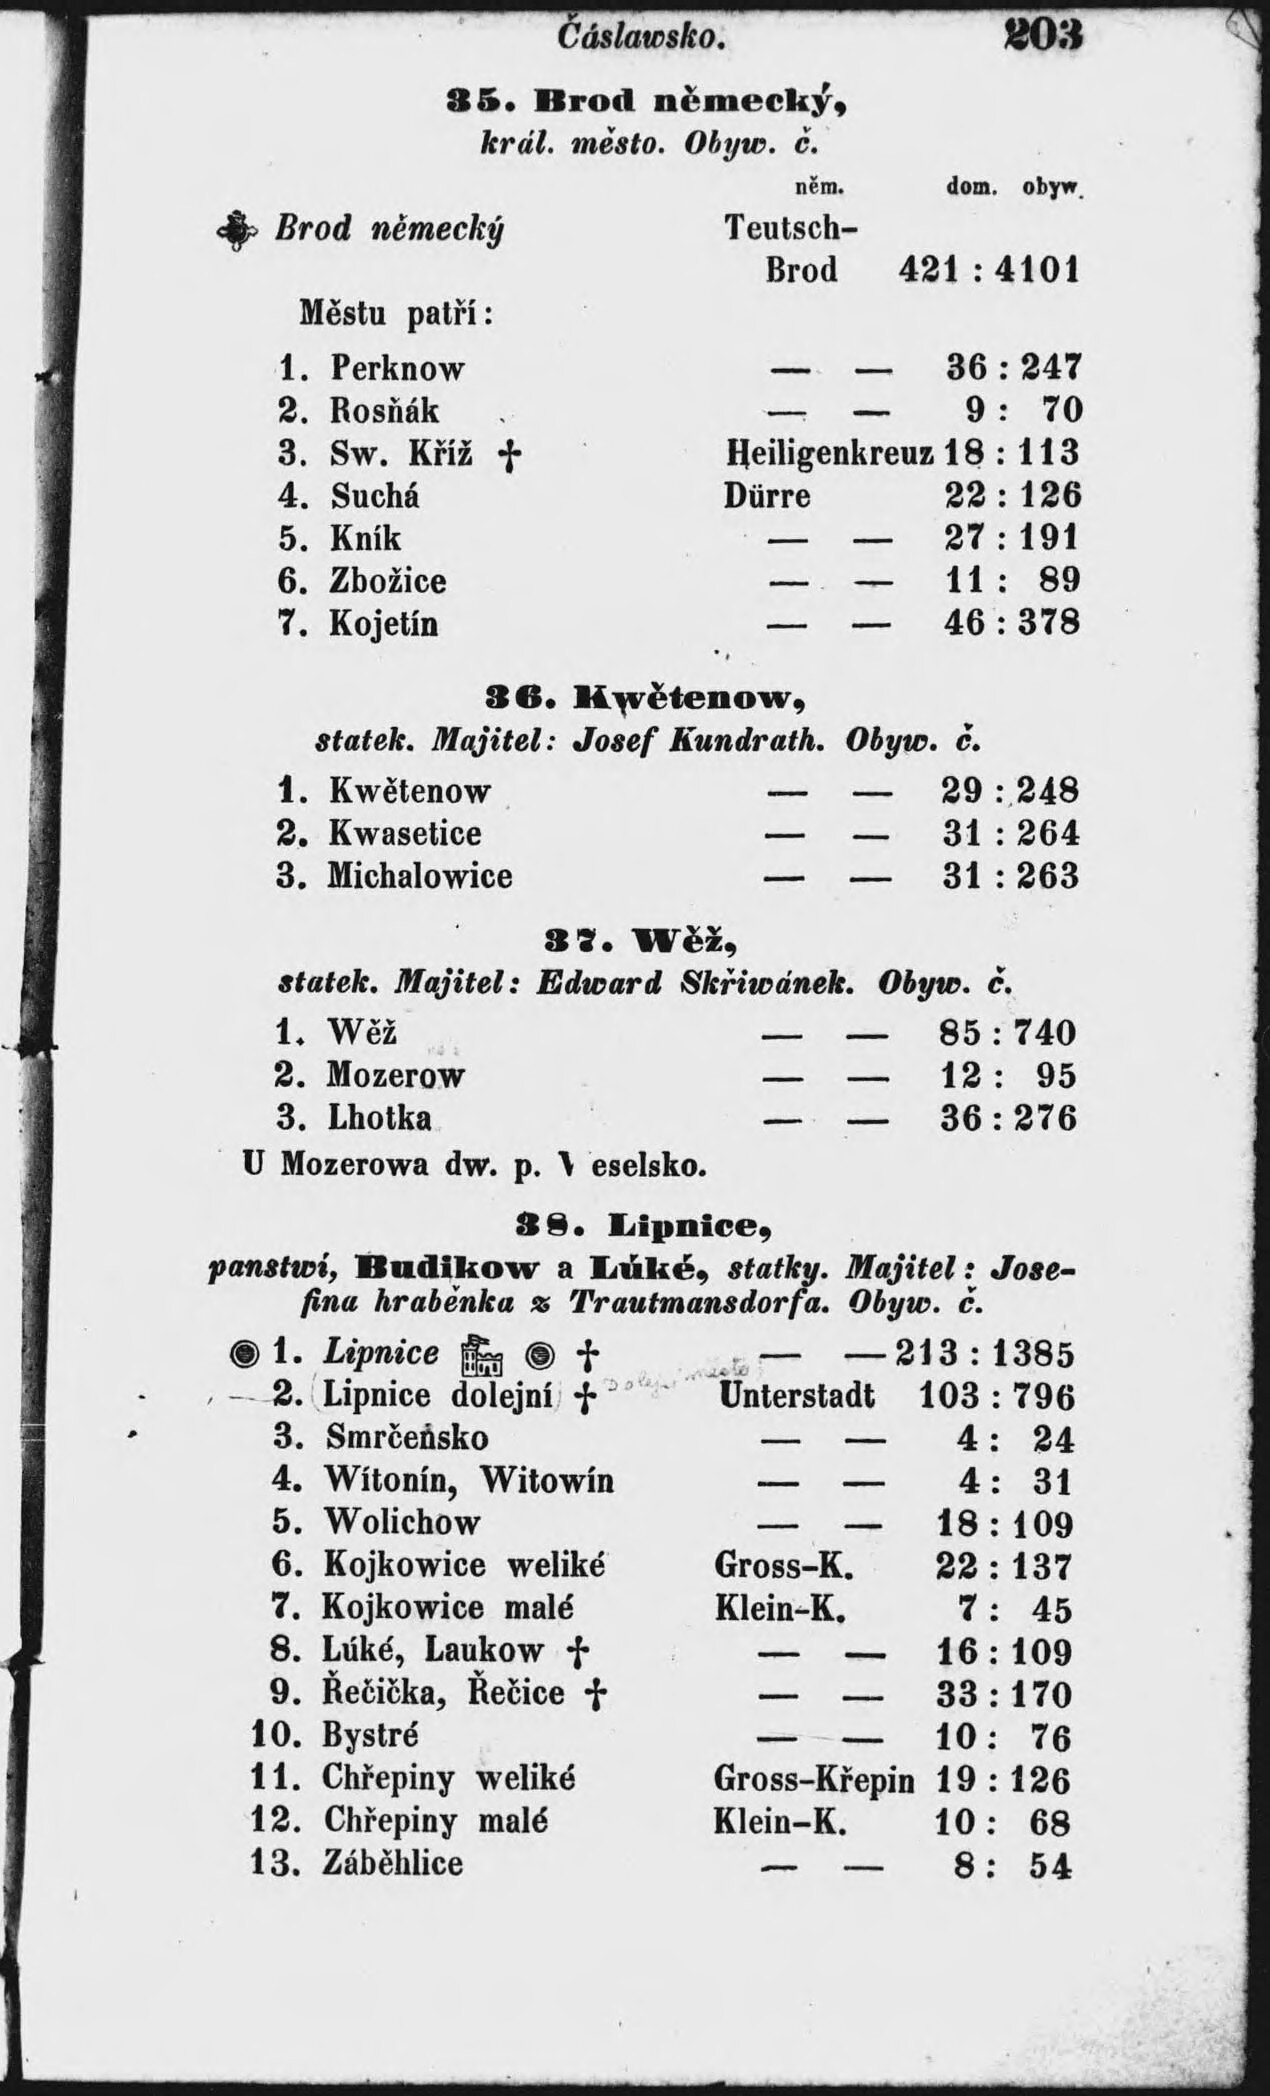 Čáslawsko. 203
35. Brod německý,
král. město. Obyw. č.
něm. dom. obyw.
Brod německý Teutsch-
Brod 421 : 4101
Městu patří:
1. Perknow — — 36 : 247
2. Rosňák — — 9 : 70
3. Sw. Kříž † Heiligenkreuz 18 : 113
4. Suchá Dürre 22 : 126
5. Kník — — 27 : 191
6. Zbožice — — 11 : 89
7. Kojetín — — 46 : 378
36. Kwětenow,
statek. Majitel: Josef Kundrath. Obyw. č.
1. Kwětenow — — 29 : 248
2. Kwasetice — — 31 : 264
3. Michalowice — — 31 : 263
37. Wěž,
statek. Majitel: Edward Skřiwánek. Obyw. č.
1. Wěž — — 85 : 740
2. Mozerow — — 12 : 95
3. Lhotka — — 36 : 276
U Mozerowa dw. p. Weselsko.
38. Lipnice,
panstwí, Budikow a Lúké, statky. Majitel: Jose-
fina hraběnka z Trautmansdorfa. Obyw. č.
1. Lipnice † — — 213 : 1385
Dolejní město
2. Lipnice dolejní † Unterstadt 103 : 796
3. Smrčeńsko — — 4 : 24
4. Wítonín, Witowín — — 4 : 31
5. Wolichow — — 18 : 109
6. Kojkowice weliké Gross-K. 22 : 137
7. Kojkowice malé Klein-K. 7 : 45
8. Lúké, Laukow † — — 16 : 109
9. Řečička, Řečice † — — 33 : 170
10. Bystré — — 10 : 76
11. Chřepiny weliké Gross-Křepin 19 : 126
12. Chřepiny malé Klein-K. 10 : 68
13. Záběhlice — — 8 : 54